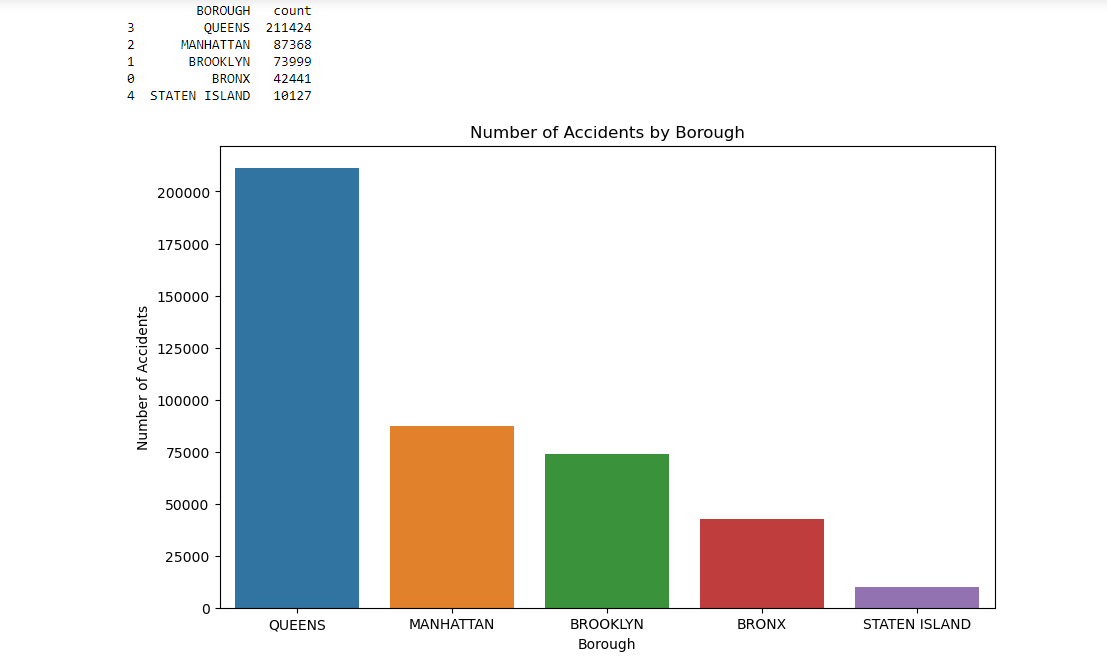 BOROUGH count
3 QUEENS 211424
2 MANHATTAN 87368
1 BROOKLYN 73999
0 BRONX 42441
4 STATEN ISLAND 10127
Number of Accidents by Borough
200000
175000
150000
125000
100000
75000
50000
25000
0
Number of Accidents
QUEENS MANHATTAN BROOKLYN BRONX STATEN ISLAND
Borough